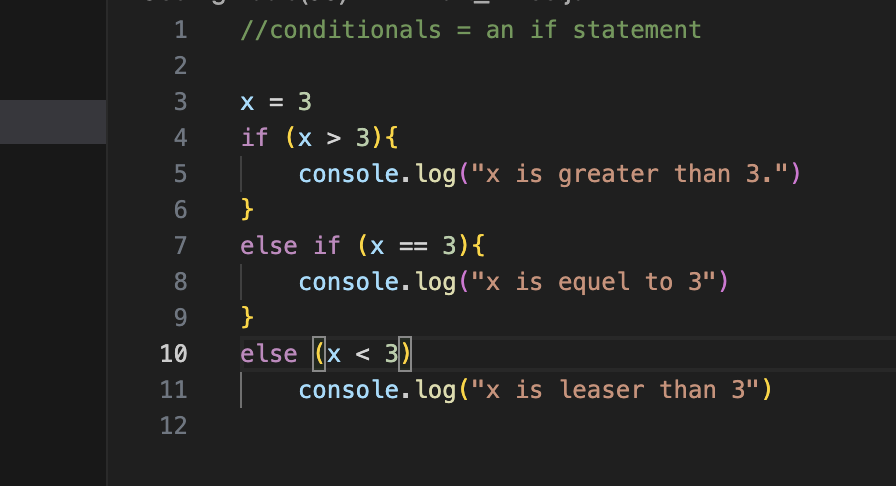 1 //conditionals = an if statement
2
3 x = 3
4 if (x > 3){
5 console.log("x is greater than 3.")
6 }
7 else if (x == 3){
8 console.log("x is equel to 3")
9 }
10 else (x < 3)
11 console.log("x is leaser than 3")
12